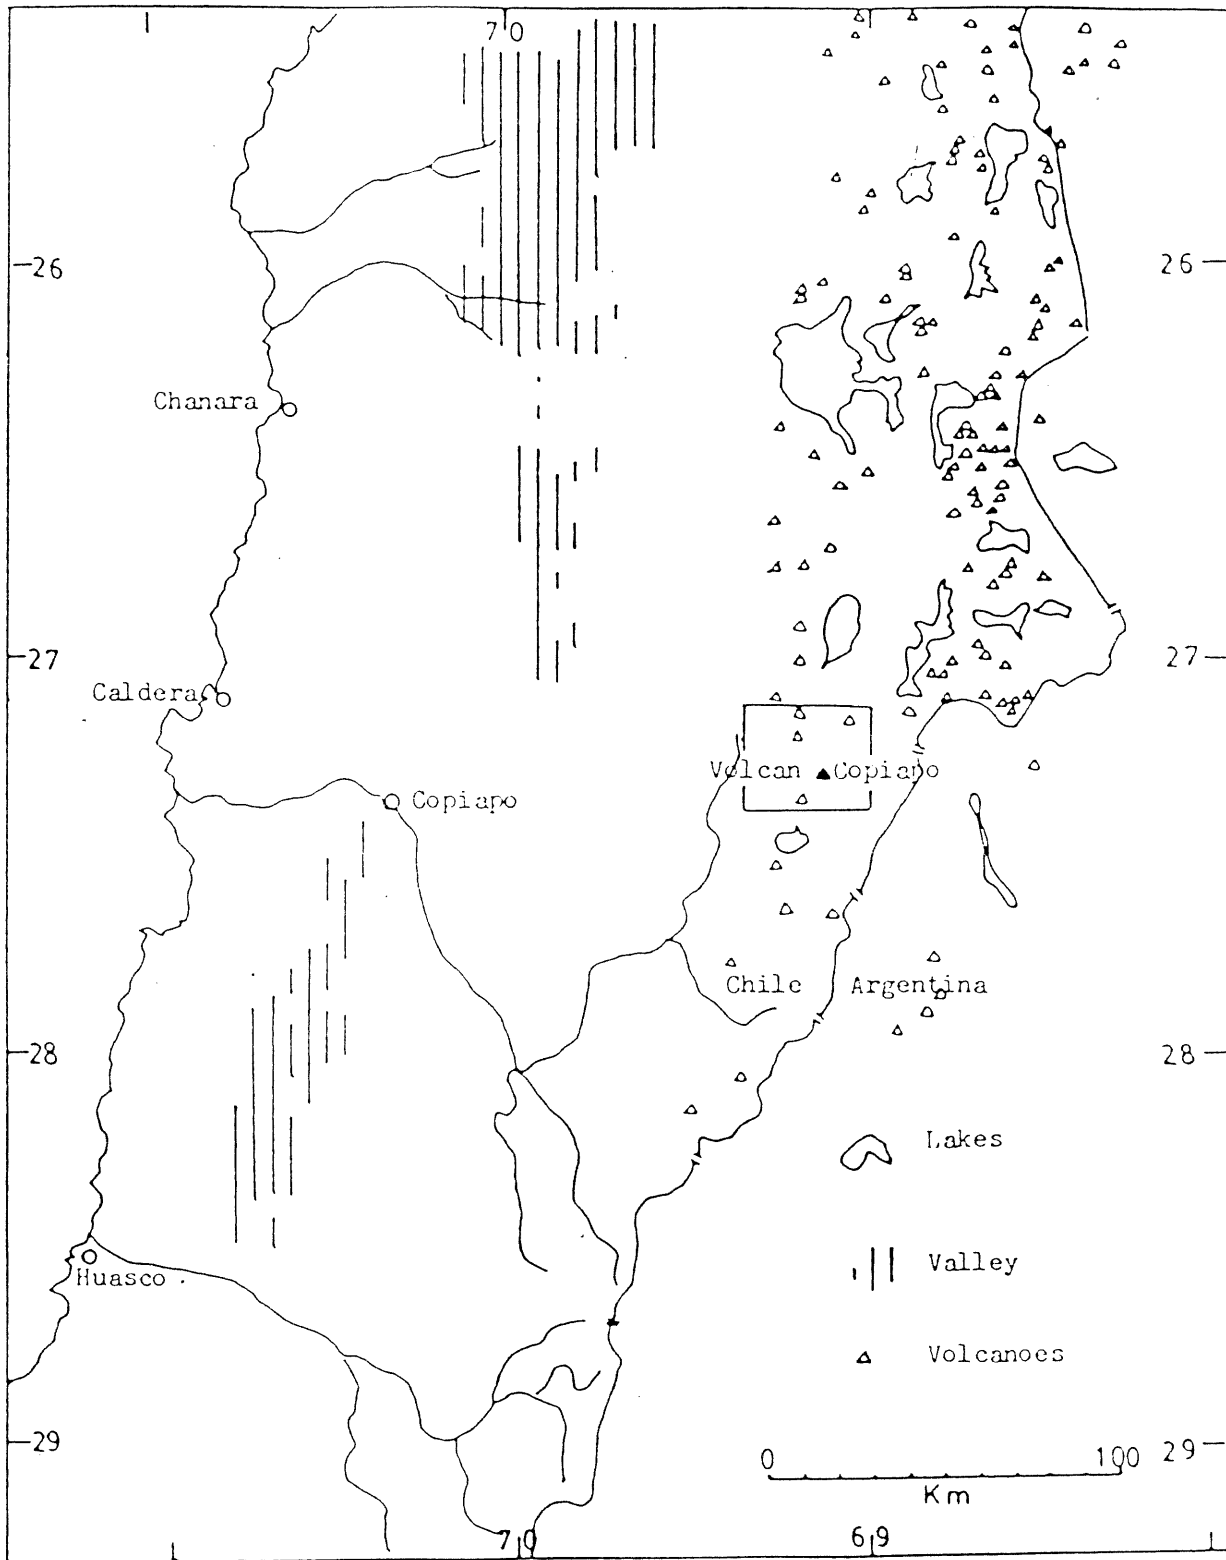 70 69
26 26
Chanara
27 27
Caldera
Volcan Copiapo
Copiapo
Chile Argentina
28 28
Lakes
Huasco
Valley
Volcanoes
29 29
0 100
Km
70 69